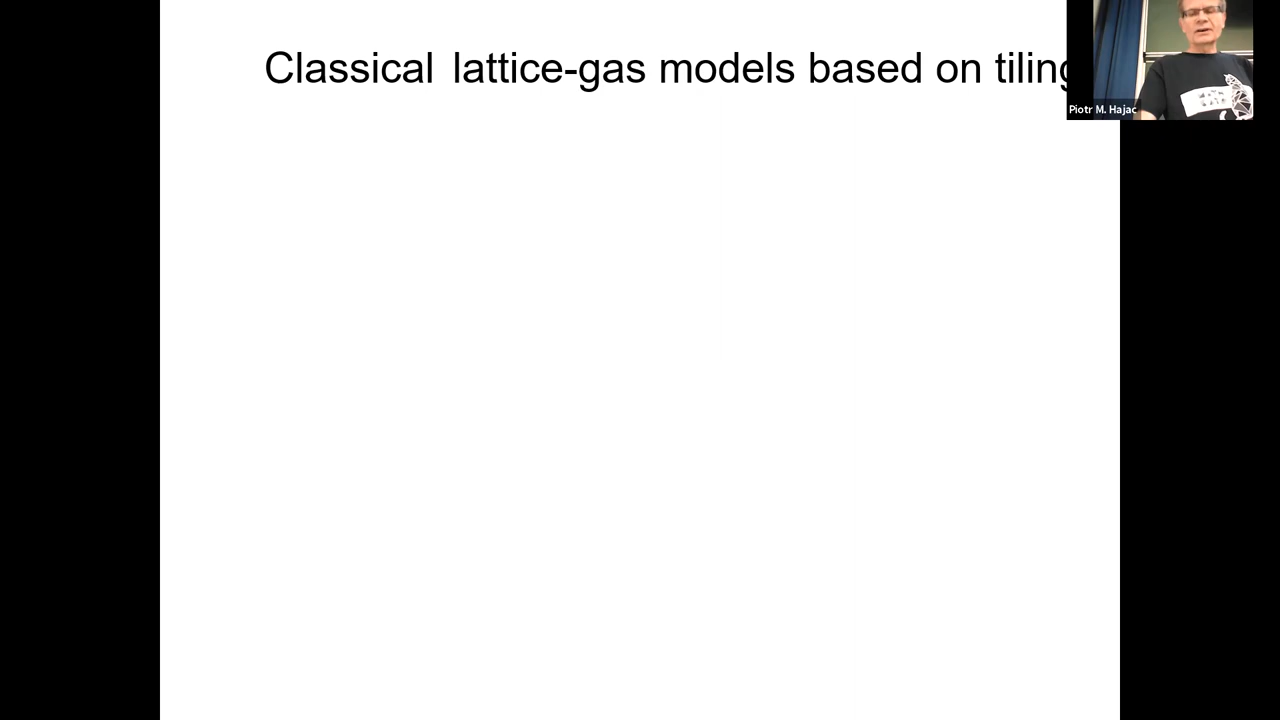 Classical lattice-gas models based on tiling
Piotr M. Hajac